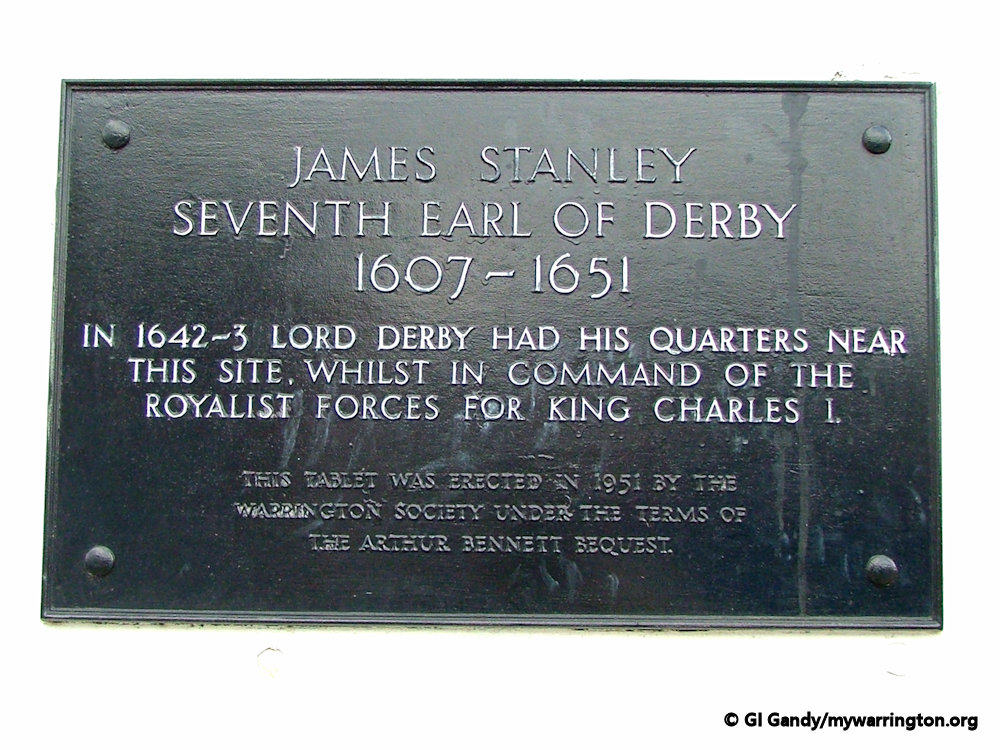 JAMES STANLEY
SEVENTH EARL OF DERBY
1607-1651
IN 1642-3 LORD DERBY HAD HIS QUARTERS NEAR
THIS SITE, WHILST IN COMMAND OF THE
ROYALIST FORCES FOR KING CHARLES I.
THIS TABLET WAS ERECTED IN 1951 BY THE
WARRINGTON SOCIETY UNDER THE TERMS OF
THE ARTHUR BENNETT BEQUEST.
© GI Gandy/mywarrington.org